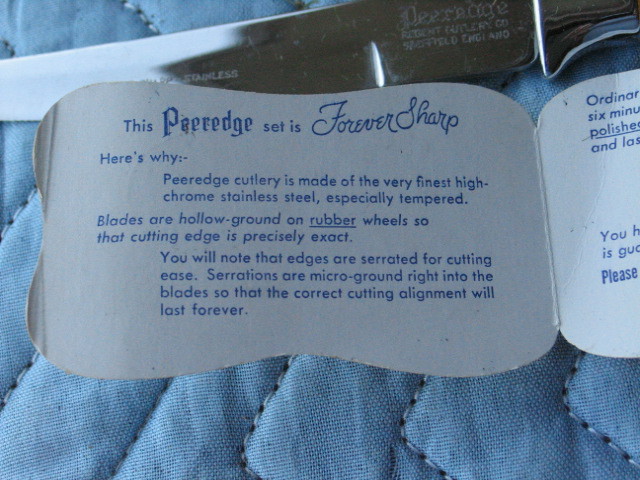 Peeredge
REGENT CUTLERY CO
SHEFFIELD ENGLAND
STAINLESS
This Peeredge set is Forever Sharp
Here's why:-
Peeredge cutlery is made of the very finest high-
chrome stainless steel, especially tempered.
Blades are hollow-ground on rubber wheels so
that cutting edge is precisely exact.
You will note that edges are serrated for cutting
ease. Serrations are micro-ground right into the
blades so that the correct cutting alignment will
last forever.
Ordinar
six minu
polished
and las
You h
is gua
Please